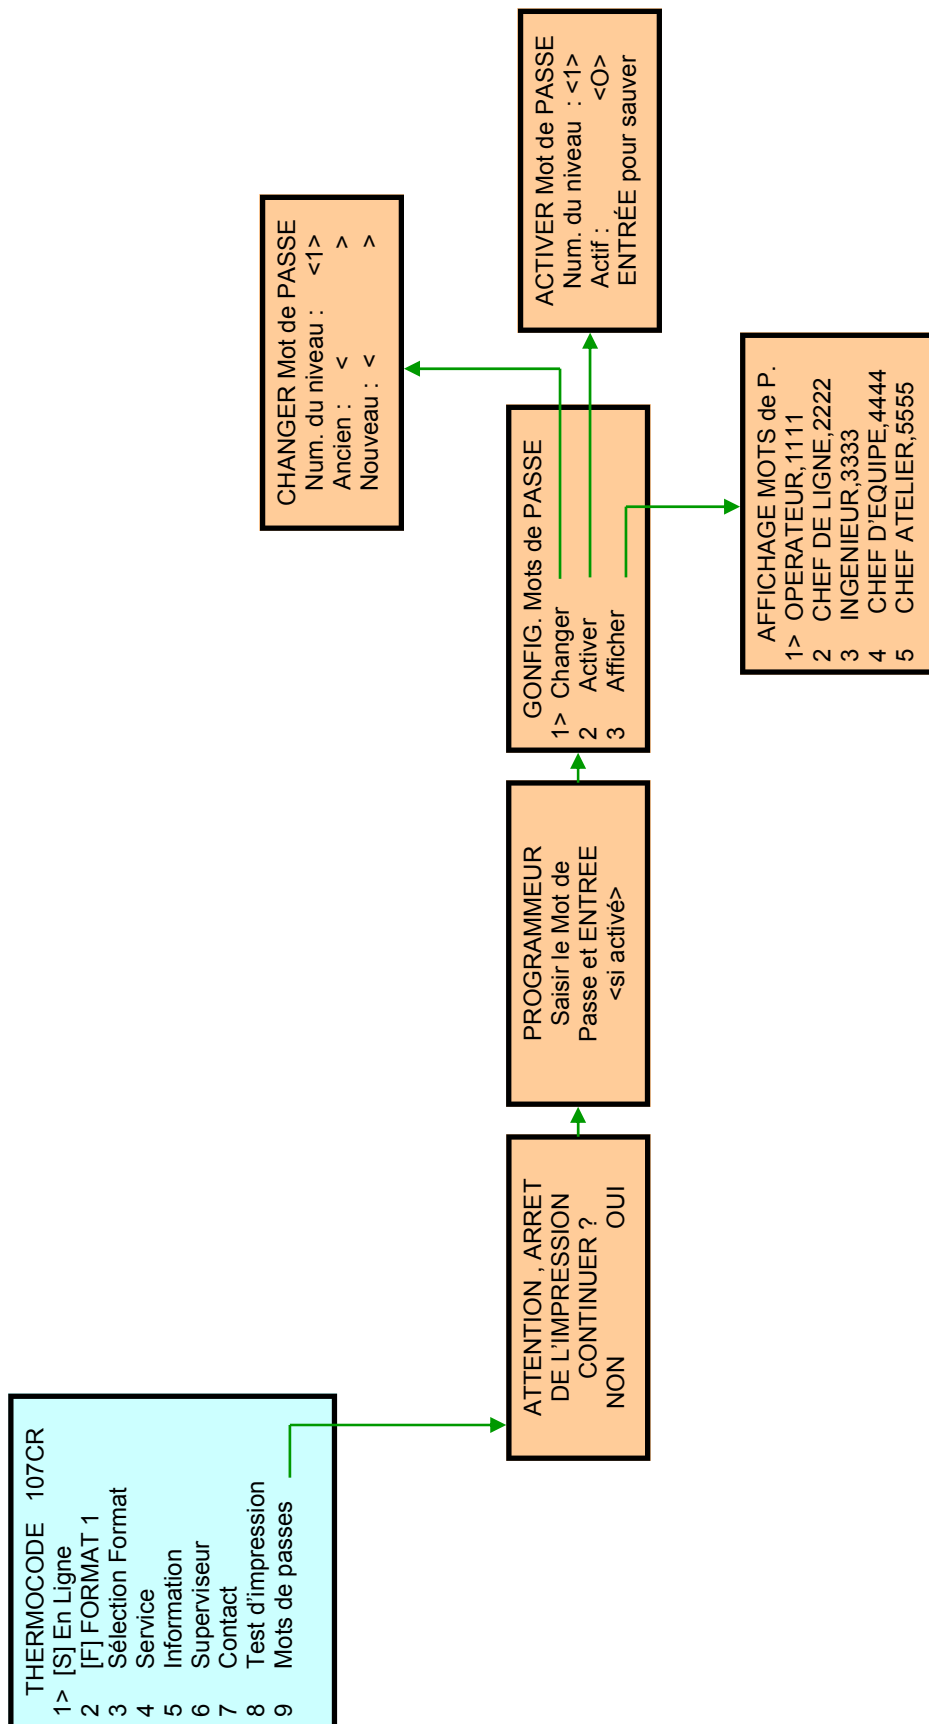 THERMOCODE 107CR
1> [S] En Ligne
2 [F] FORMAT 1
3 Sélection Format
4 Service
5 Information
6 Superviseur
7 Contact
8 Test d'impression
9 Mots de passes
ATTENTION , ARRET
DE L'IMPRESSION
CONTINUER ?
NON OUI
PROGRAMMEUR
Saisir le Mot de
Passe et ENTREE
<si activé>
GONFIG. Mots de PASSE
1> Changer
2 Activer
3 Afficher
CHANGER Mot de PASSE
Num. du niveau : <1>
Ancien : < >
Nouveau : < >
ACTIVER Mot de PASSE
Num. du niveau : <1>
Actif : <O>
ENTRÉE pour sauver
AFFICHAGE MOTS de P.
1> OPERATEUR,1111
2 CHEF DE LIGNE,2222
3 INGENIEUR,3333
4 CHEF D'EQUIPE,4444
5 CHEF ATELIER,5555